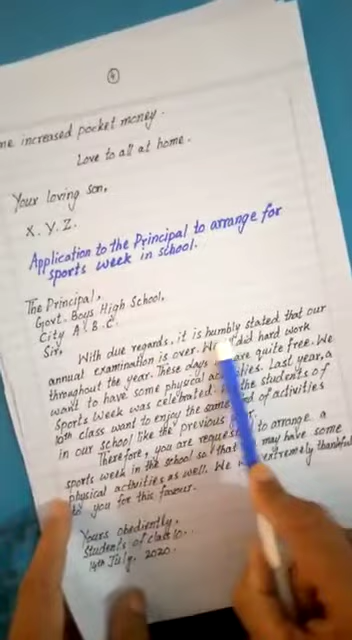 4
me increased pocket money.
Love to all at home.
Your loving son,
X.Y.Z.
Application to the Principal to arrange for
sports week in school.
The Principal,
Govt. Boys High School,
City A.B.C.
Sir,
With due regards, it is humbly stated that our
annual examination is over. We did hard work
throughout the year. These days we are quite free. We
want to have some physical activities. Last year, a
Sports Week was celebrated. the students of
10th class want to enjoy the same kind of activities
in our school like the previous
Therefore, you are requested to arrange a
sports week in the school so that we may have some
physical activities as well. We extremely thankful
to you for this favour.
Yours obediently,
Students of class 10.
14th July, 2020.